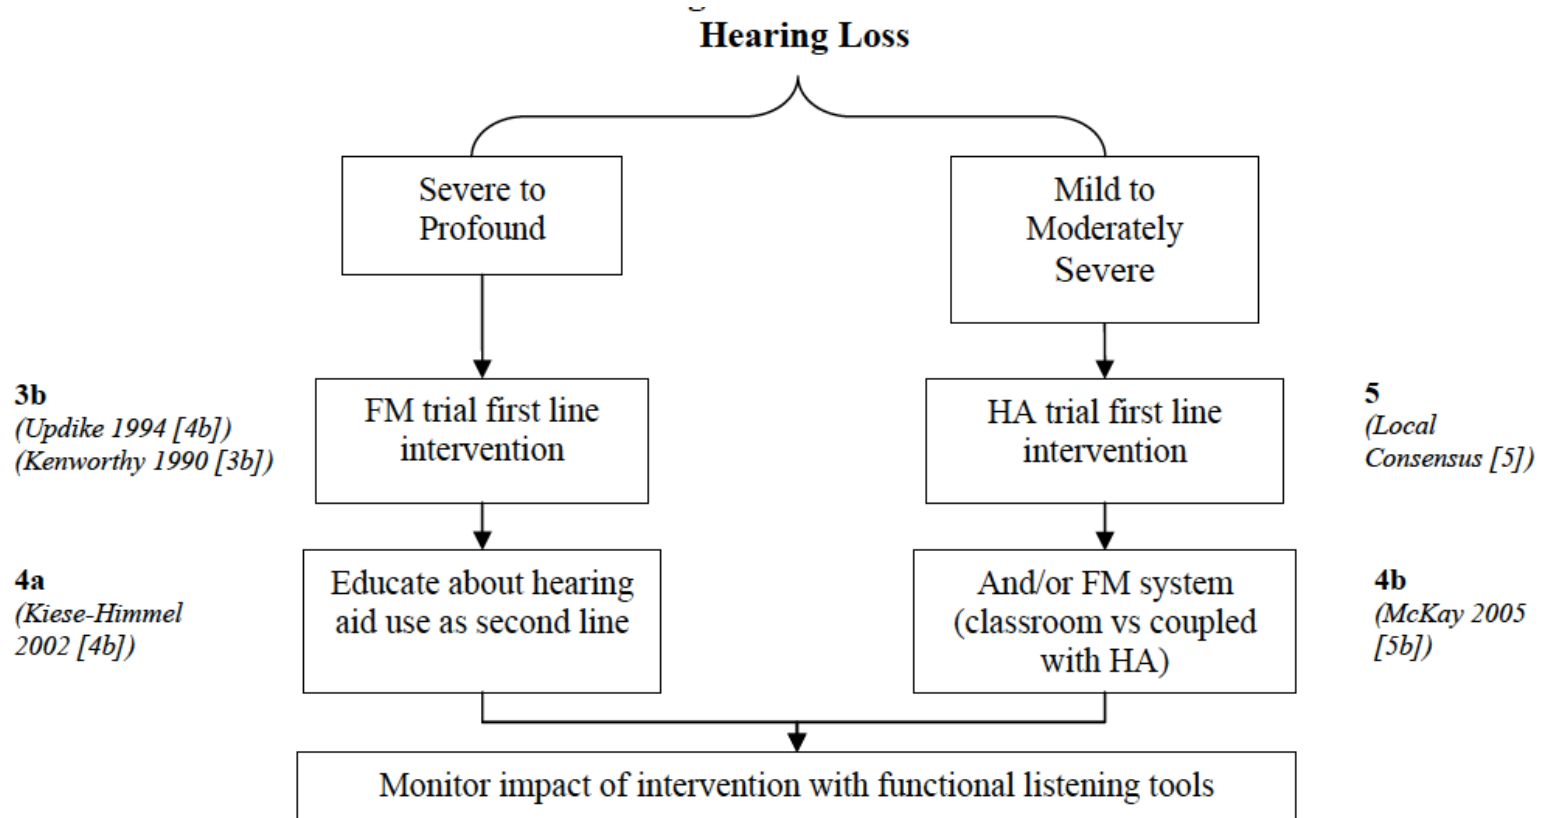 Hearing Loss
Severe to
Profound
Mild to
Moderately
Severe
3b
(Updike 1994 [4b])
(Kenworthy 1990 [3b])
FM trial first line
intervention
HA trial first line
intervention
5
(Local
Consensus [5])
4a
(Kiese-Himmel
2002 [4b])
Educate about hearing
aid use as second line
And/or FM system
(classroom vs coupled
with HA)
4b
(McKay 2005
[5b])
Monitor impact of intervention with functional listening tools